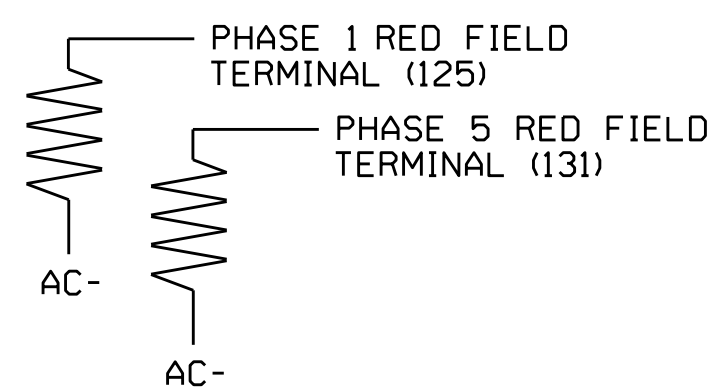 PHASE 1 RED FIELD
TERMINAL (125)
PHASE 5 RED FIELD
TERMINAL (131)
AC-
AC-